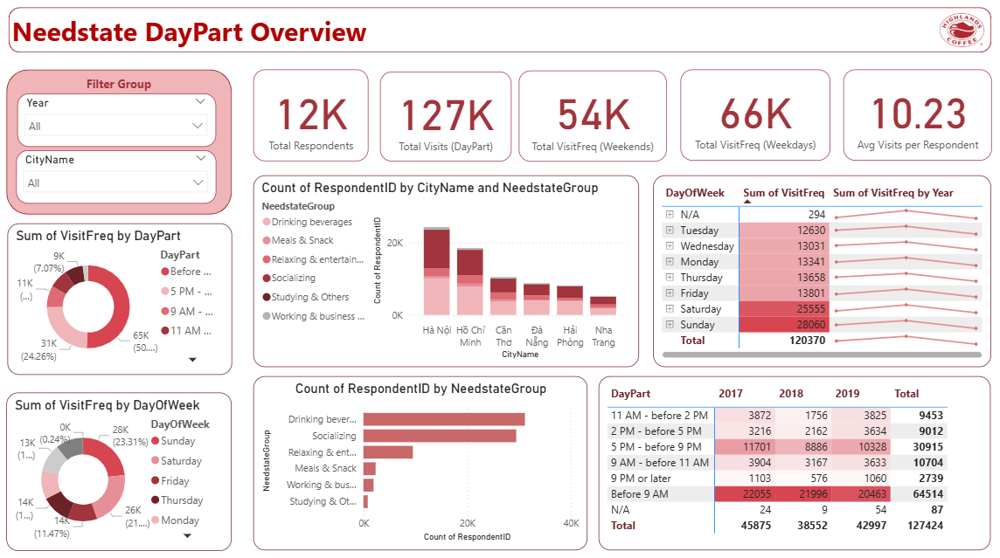 Needstate DayPart Overview
HIGHLANDS COFFEE
Filter Group
Year
All
CityName
All
12K
Total Respondents
127K
Total Visits (DayPart)
54K
Total VisitFreq (Weekends)
66K
Total VisitFreq (Weekdays)
10.23
Avg Visits per Respondent
Sum of VisitFreq by DayPart
9K
(7.07%)
11K
(...)
31K
(24.26%)
65K
(50....)
DayPart
Before ...
5 PM - ...
9 AM - ...
11 AM ...
Count of RespondentID by CityName and NeedstateGroup
NeedstateGroup
Drinking beverages
Meals & Snack
Relaxing & entertain...
Socializing
Studying & Others
Working & business ...
Count of RespondentID
20K
0K
Hà Nội
Hồ Chí Minh
Cần Thơ
Đà Nẵng
Hải Phòng
Nha Trang
CityName
DayOfWeek Sum of VisitFreq Sum of VisitFreq by Year
N/A 294
Tuesday 12630
Wednesday 13031
Monday 13341
Thursday 13658
Friday 13801
Saturday 25555
Sunday 28060
Total 120370
Sum of VisitFreq by DayOfWeek
0K
(0.24%)
28K
(23.31%)
13K
(1...)
14K
(1...)
14K
(11.47%)
26K
(21....)
DayOfWeek
Sunday
Saturday
Friday
Thursday
Monday
Count of RespondentID by NeedstateGroup
NeedstateGroup
Drinking bever...
Socializing
Relaxing & ent...
Meals & Snack
Working & bus...
Studying & Ot...
0K 20K 40K
Count of RespondentID
DayPart 2017 2018 2019 Total
11 AM - before 2 PM 3872 1756 3825 9453
2 PM - before 5 PM 3216 2162 3634 9012
5 PM - before 9 PM 11701 8886 10328 30915
9 AM - before 11 AM 3904 3167 3633 10704
9 PM or later 1103 576 1060 2739
Before 9 AM 22055 21996 20463 64514
N/A 24 9 54 87
Total 45875 38552 42997 127424